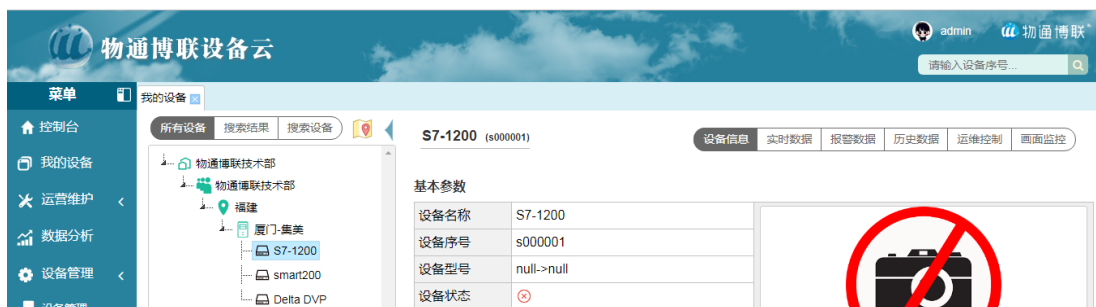 物通博联设备云
admin
物通博联
请输入设备序号...
菜单
我的设备
控制台
我的设备
运营维护
数据分析
设备管理
所有设备 搜索结果 搜索设备
物通博联技术部
物通博联技术部
福建
厦门-集美
S7-1200
smart200
Delta DVP
S7-1200 (s000001)
设备信息 实时数据 报警数据 历史数据 运维控制 画面监控
基本参数
设备名称 S7-1200
设备序号 s000001
设备型号 null->null
设备状态